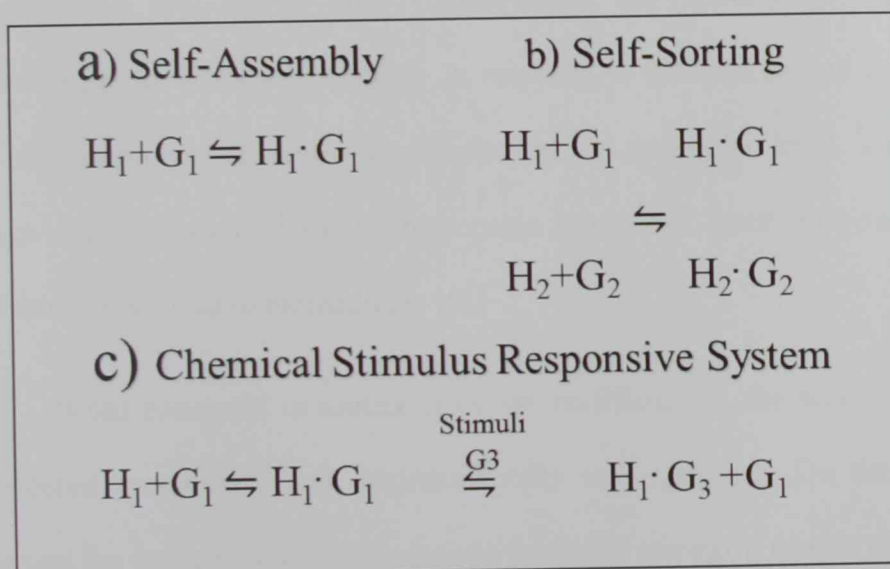 a) Self-Assembly
H₁+G₁ ⇋ H₁· G₁
b) Self-Sorting
H₁+G₁ H₁· G₁
⇋
H₂+G₂ H₂· G₂
c) Chemical Stimulus Responsive System
Stimuli
G3
H₁+G₁ ⇋ H₁· G₁ ⇋ H₁· G₃ +G₁